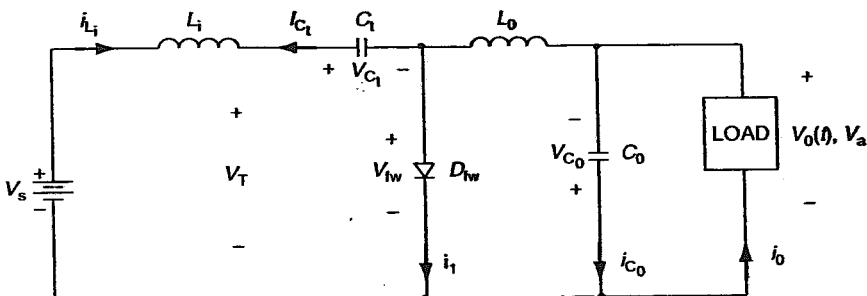 i_Li L_i I_Ct C_t L_0
+ V_Ct −
+ V_T −
+ V_s −
+ V_fw − D_fw
− V_C0 + C_0
LOAD
+ V_0(t), V_a −
i_1 i_C0 i_0